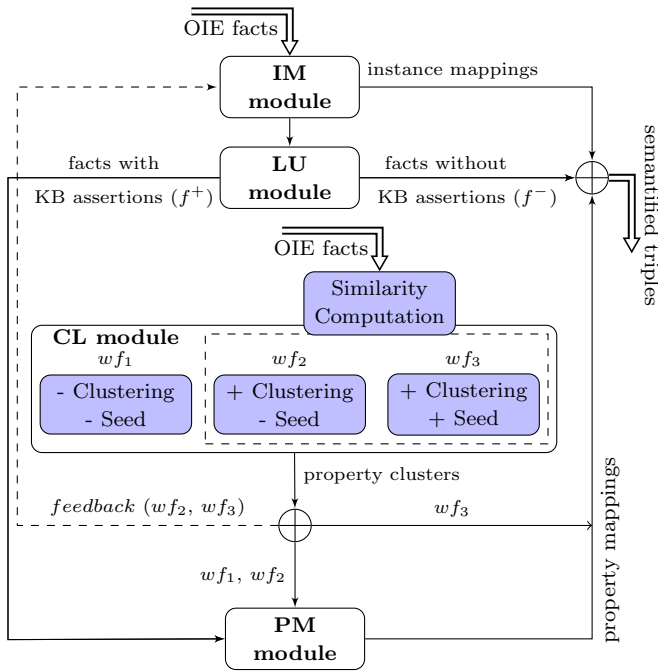 OIE facts
IM
module
instance mappings
facts with
KB assertions (f⁺)
LU
module
facts without
KB assertions (f⁻)
semantified triples
OIE facts
Similarity
Computation
CL module
wf₁
- Clustering
- Seed
wf₂
+ Clustering
- Seed
wf₃
+ Clustering
+ Seed
property clusters
feedback (wf₂, wf₃)
wf₃
property mappings
wf₁, wf₂
PM
module